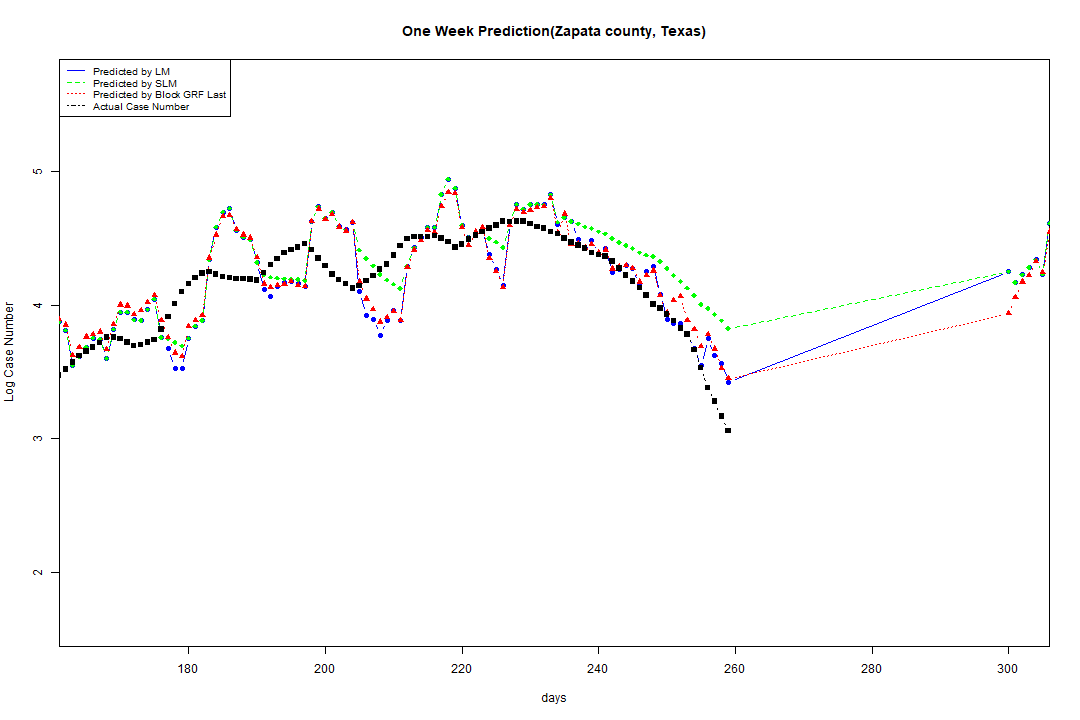 One Week Prediction(Zapata county, Texas)
Predicted by LM
Predicted by SLM
Predicted by Block GRF Last
Actual Case Number
5
4
3
2
Log Case Number
180 200 220 240 260 280 300
days